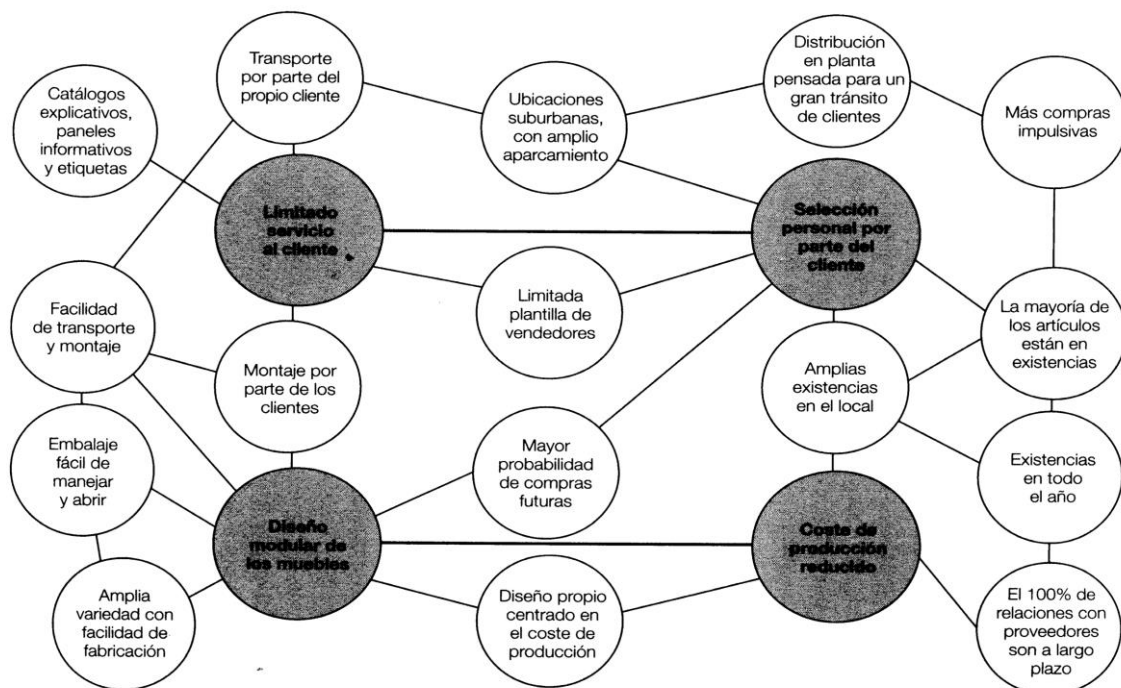 Transporte
por parte del
propio cliente
Distribución
en planta
pensada para un
gran tránsito
de clientes
Catálogos
explicativos,
paneles
informativos
y etiquetas
Ubicaciones
suburbanas,
con amplio
aparcamiento
Más compras
impulsivas
Limitado
servicio
al cliente
Selección
personal por
parte del
cliente
Facilidad
de transporte
y montaje
Limitada
plantilla de
vendedores
La mayoría de
los artículos
están en
existencias
Montaje por
parte de los
clientes
Amplias
existencias
en el local
Embalaje
fácil de
manejar
y abrir
Mayor
probabilidad
de compras
futuras
Existencias
en todo
el año
Diseño
modular de
los muebles
Coste de
producción
reducido
Amplia
variedad con
facilidad de
fabricación
Diseño propio
centrado en
el coste de
producción
El 100% de
relaciones con
proveedores
son a largo
plazo